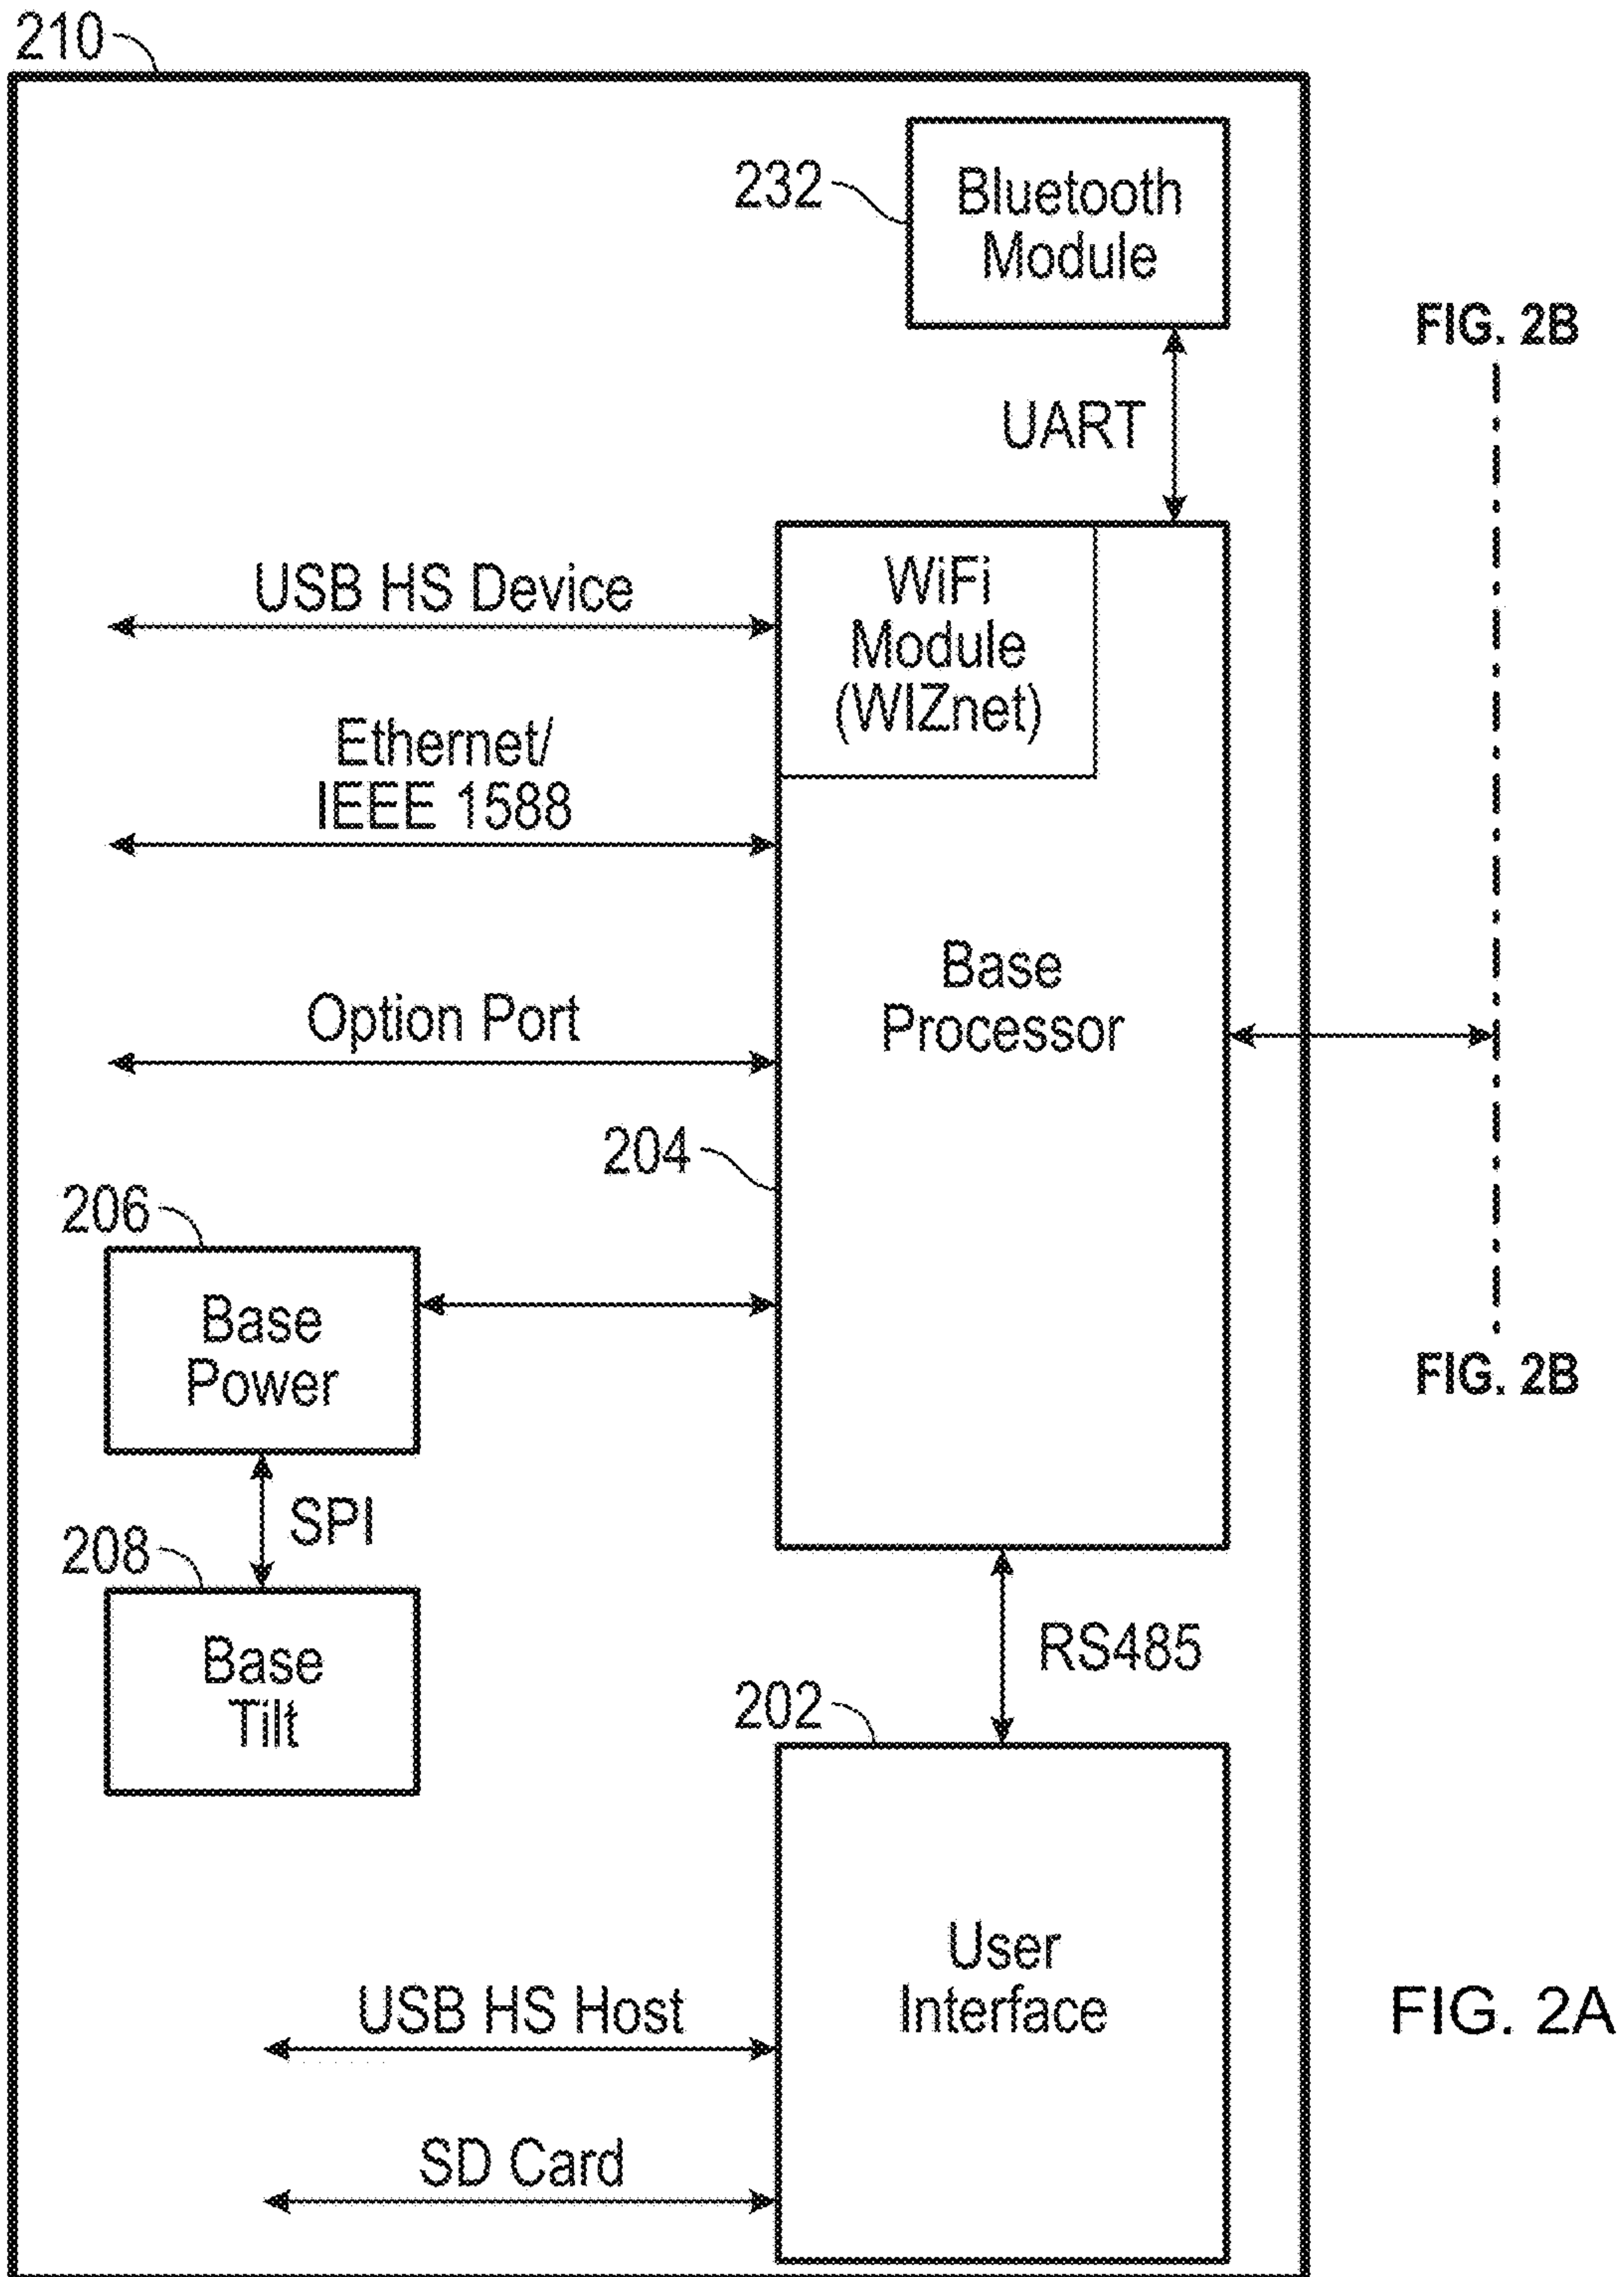 210
232
Bluetooth
Module
FIG. 2B
UART
USB HS Device
WiFi
Module
(WIZnet)
Ethernet/
IEEE 1588
Base
Processor
Option Port
204
206
Base
Power
FIG. 2B
SPI
208
Base
Tilt
RS485
202
User
Interface
USB HS Host
FIG. 2A
SD Card